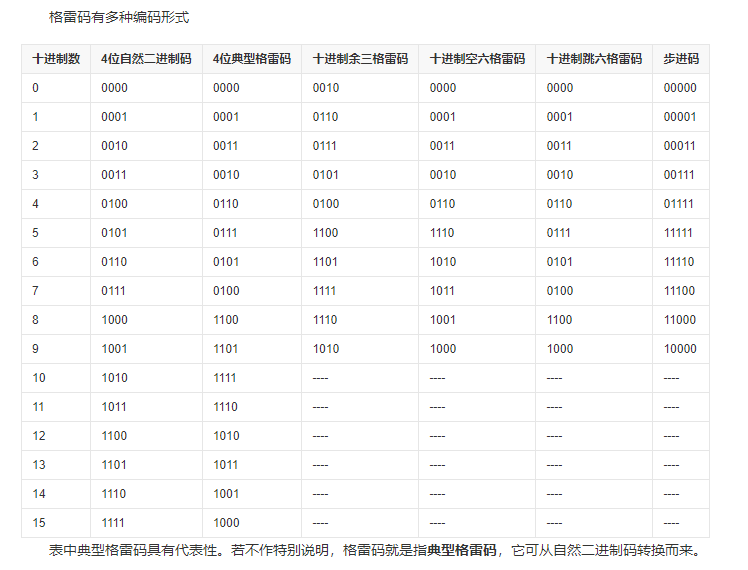 格雷码有多种编码形式
十进制数 4位自然二进制码 4位典型格雷码 十进制余三格雷码 十进制空六格雷码 十进制跳六格雷码 步进码
0 0000 0000 0010 0000 0000 00000
1 0001 0001 0110 0001 0001 00001
2 0010 0011 0111 0011 0011 00011
3 0011 0010 0101 0010 0010 00111
4 0100 0110 0100 0110 0110 01111
5 0101 0111 1100 1110 0111 11111
6 0110 0101 1101 1010 0101 11110
7 0111 0100 1111 1011 0100 11100
8 1000 1100 1110 1001 1100 11000
9 1001 1101 1010 1000 1000 10000
10 1010 1111 ---- ---- ---- ----
11 1011 1110 ---- ---- ---- ----
12 1100 1010 ---- ---- ---- ----
13 1101 1011 ---- ---- ---- ----
14 1110 1001 ---- ---- ---- ----
15 1111 1000 ---- ---- ---- ----
表中典型格雷码具有代表性。若不作特别说明，格雷码就是指典型格雷码，它可从自然二进制码转换而来。